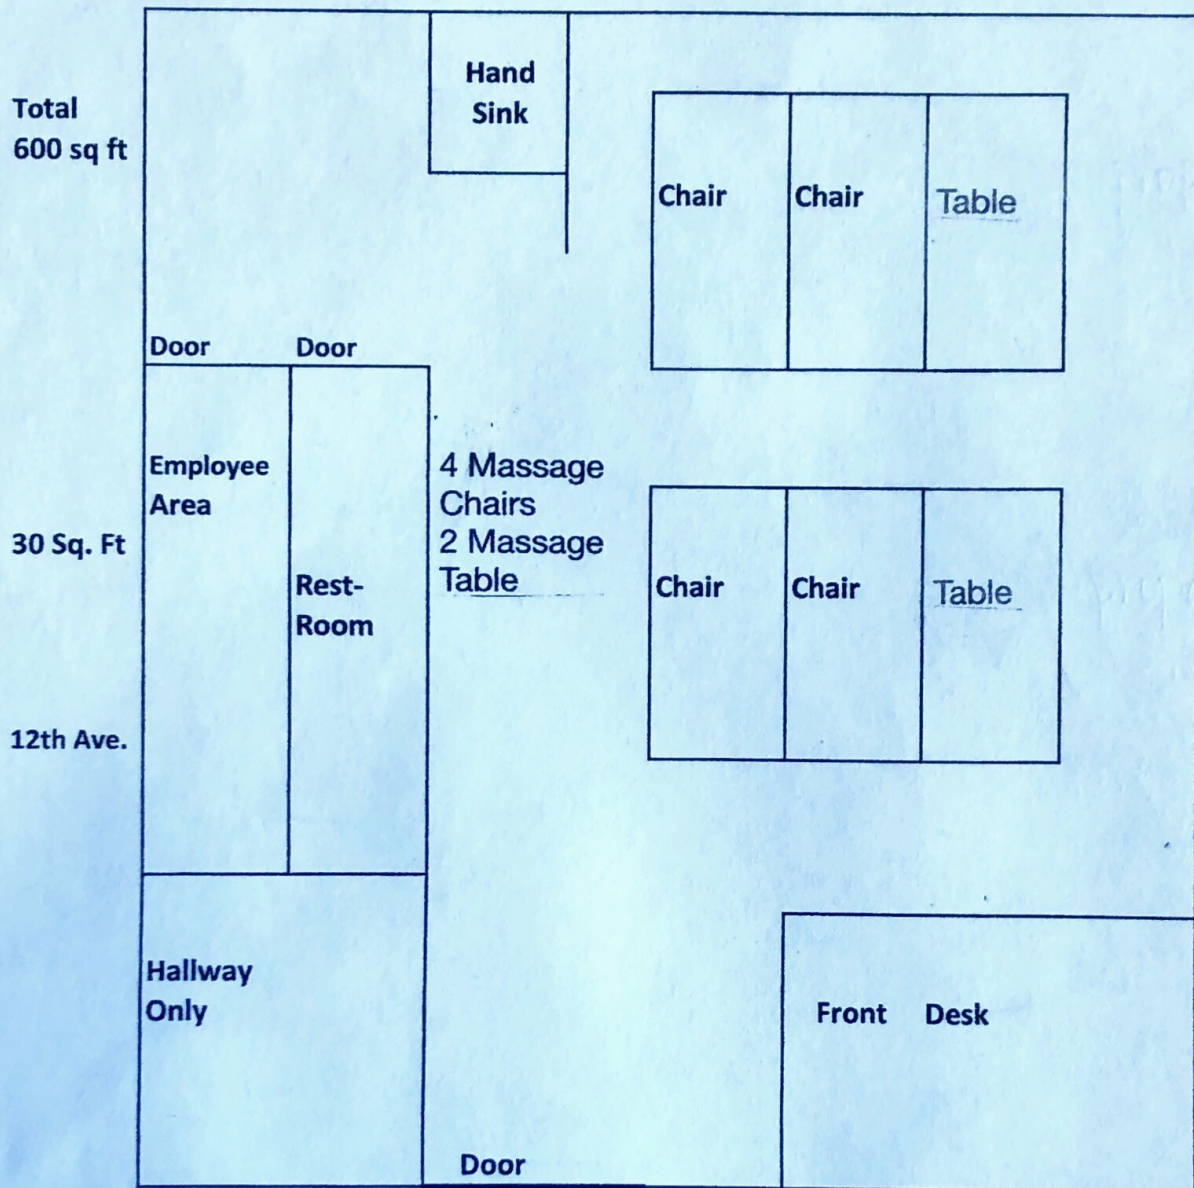 Total
600 sq ft
Hand
Sink
Chair
Chair
Table
Door
Door
Employee
Area
30 Sq. Ft
Rest-
Room
4 Massage
Chairs
2 Massage
Table
Chair
Chair
Table
12th Ave.
Hallway
Only
Front Desk
Door